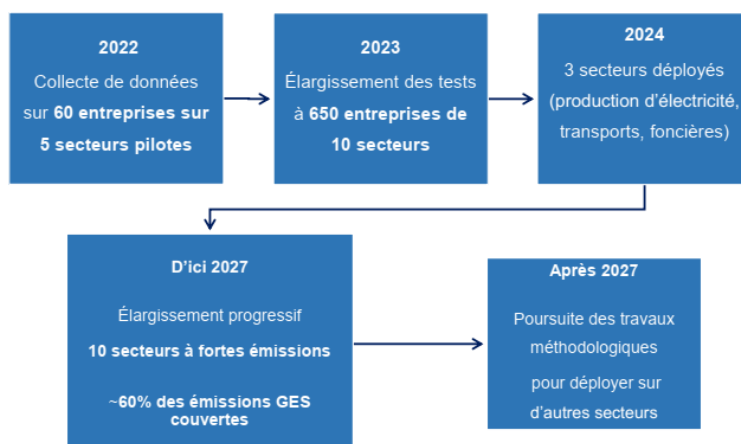 2022
Collecte de données
sur 60 entreprises sur
5 secteurs pilotes
2023
Élargissement des tests
à 650 entreprises de
10 secteurs
2024
3 secteurs déployés
(production d’électricité,
transports, foncières)
D’ici 2027
Élargissement progressif
10 secteurs à fortes émissions
~60% des émissions GES
couvertes
Après 2027
Poursuite des travaux
méthodologiques
pour déployer sur
d’autres secteurs